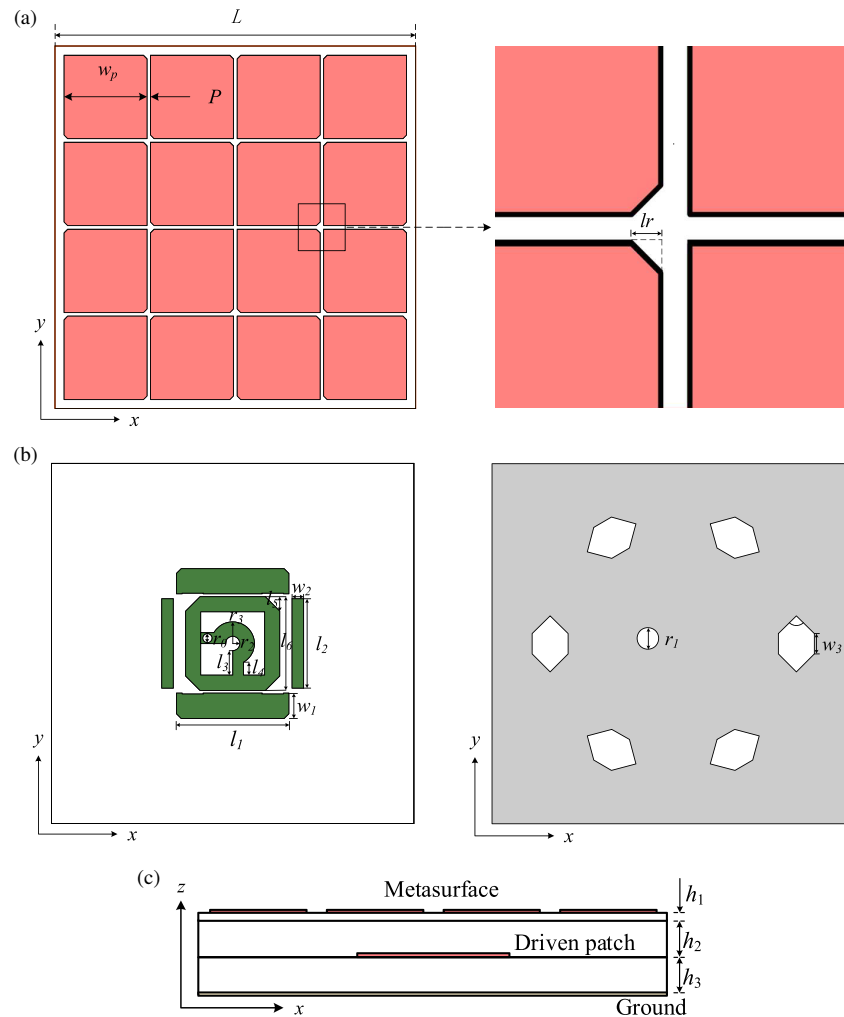 (a)
L
w_p
P
lr
y
x
(b)
l_5
w_2
r_3
r_0
r_2
l_6
l_2
l_3
l_4
w_1
l_1
y
x
r_1
w_3
y
x
(c)
z
Metasurface
h_1
Driven patch
h_2
h_3
x
Ground